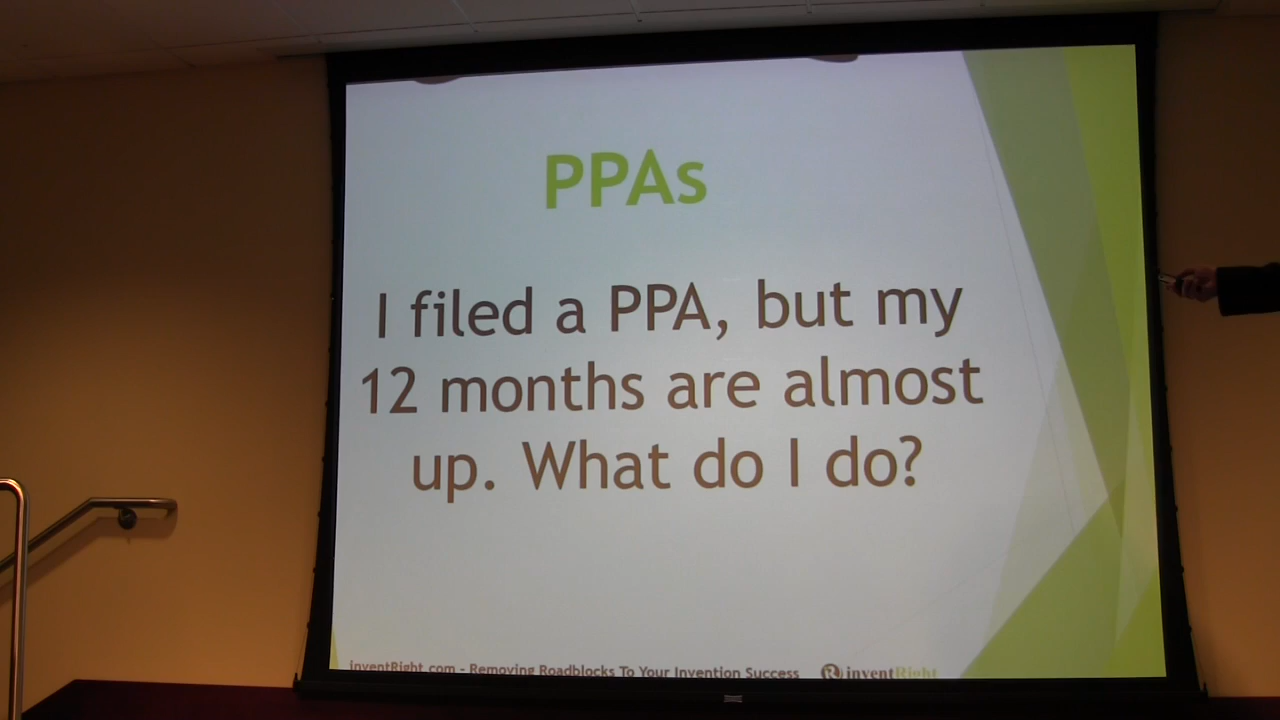 PPAs
I filed a PPA, but my
12 months are almost
up. What do I do?
inventRight.com - Removing Roadblocks To Your Invention Success R inventRight